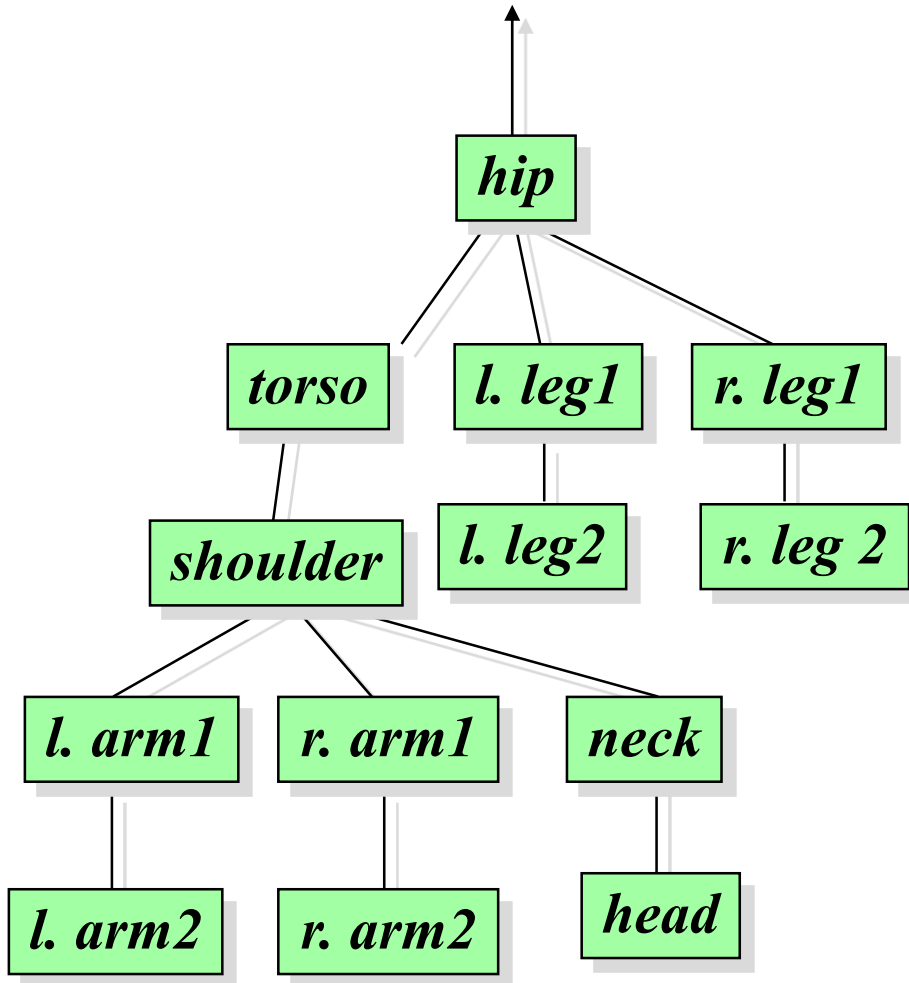 hip
torso
l. leg1
r. leg1
l. leg2
r. leg 2
shoulder
l. arm1
r. arm1
neck
l. arm2
r. arm2
head